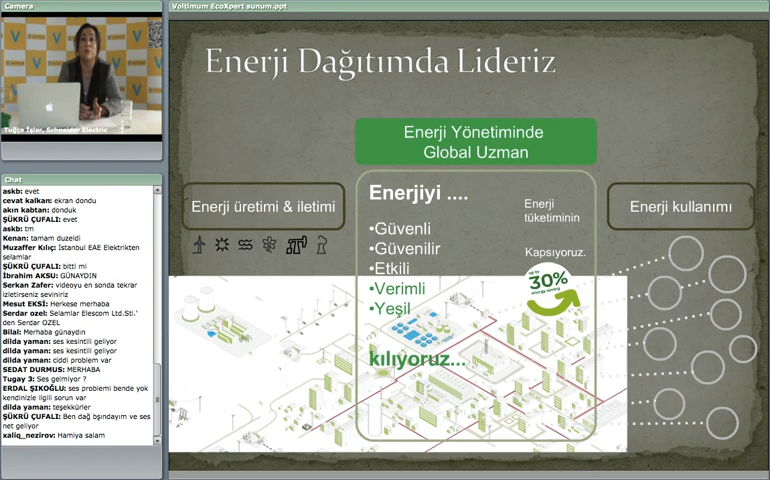 Camera
Voltimum EcoXpert sunum.ppt
Tuğçe İşler, Schneider Electric
Chat
askb: evet
cevat kalkan: ekran dondu
akın kabtan: donduk
ŞÜKRÜ ÇUFALI: evet
askb: tm
Kenan: tamam duzeldi
Muzaffer Kılıç: İstanbul EAE Elektrikten
selamlar
ŞÜKRÜ ÇUFALI: bitti mi
İbrahim AKSU: GÜNAYDIN
Serkan Zafer: videoyu en sonda tekrar
izletirseniz seviniriz
Mesut EKSİ: Herkese merhaba
Serdar ozel: Selamlar Elescom Ltd.Sti.'
den Serdar OZEL
Bilal: Merhaba günaydın
dilda yaman: ses kesintili geliyor
dilda yaman: ses kesintili geliyor
dilda yaman: ciddi problem var
SEDAT DURMUS: MERHABA
Tugay 3: Ses gelmiyor ?
ERDAL ŞIKOĞLU: ses problemi bende yok
kendinizle ilgili sorun var
dilda yaman: teşekkürler
ŞÜKRÜ ÇUFALI: Ben dağ bşındayım ve ses
net geliyor
xaliq_nezirov: Hamiya salam
Enerji Dağıtımda Lideriz
Enerji Yönetiminde
Global Uzman
Enerji üretimi & iletimi
Enerjiyi ....
•Güvenli
•Güvenilir
•Etkili
•Verimli
•Yeşil
kılıyoruz...
Enerji
tüketiminin
Kapsıyoruz.
up to
30%
energy saving
Enerji kullanımı